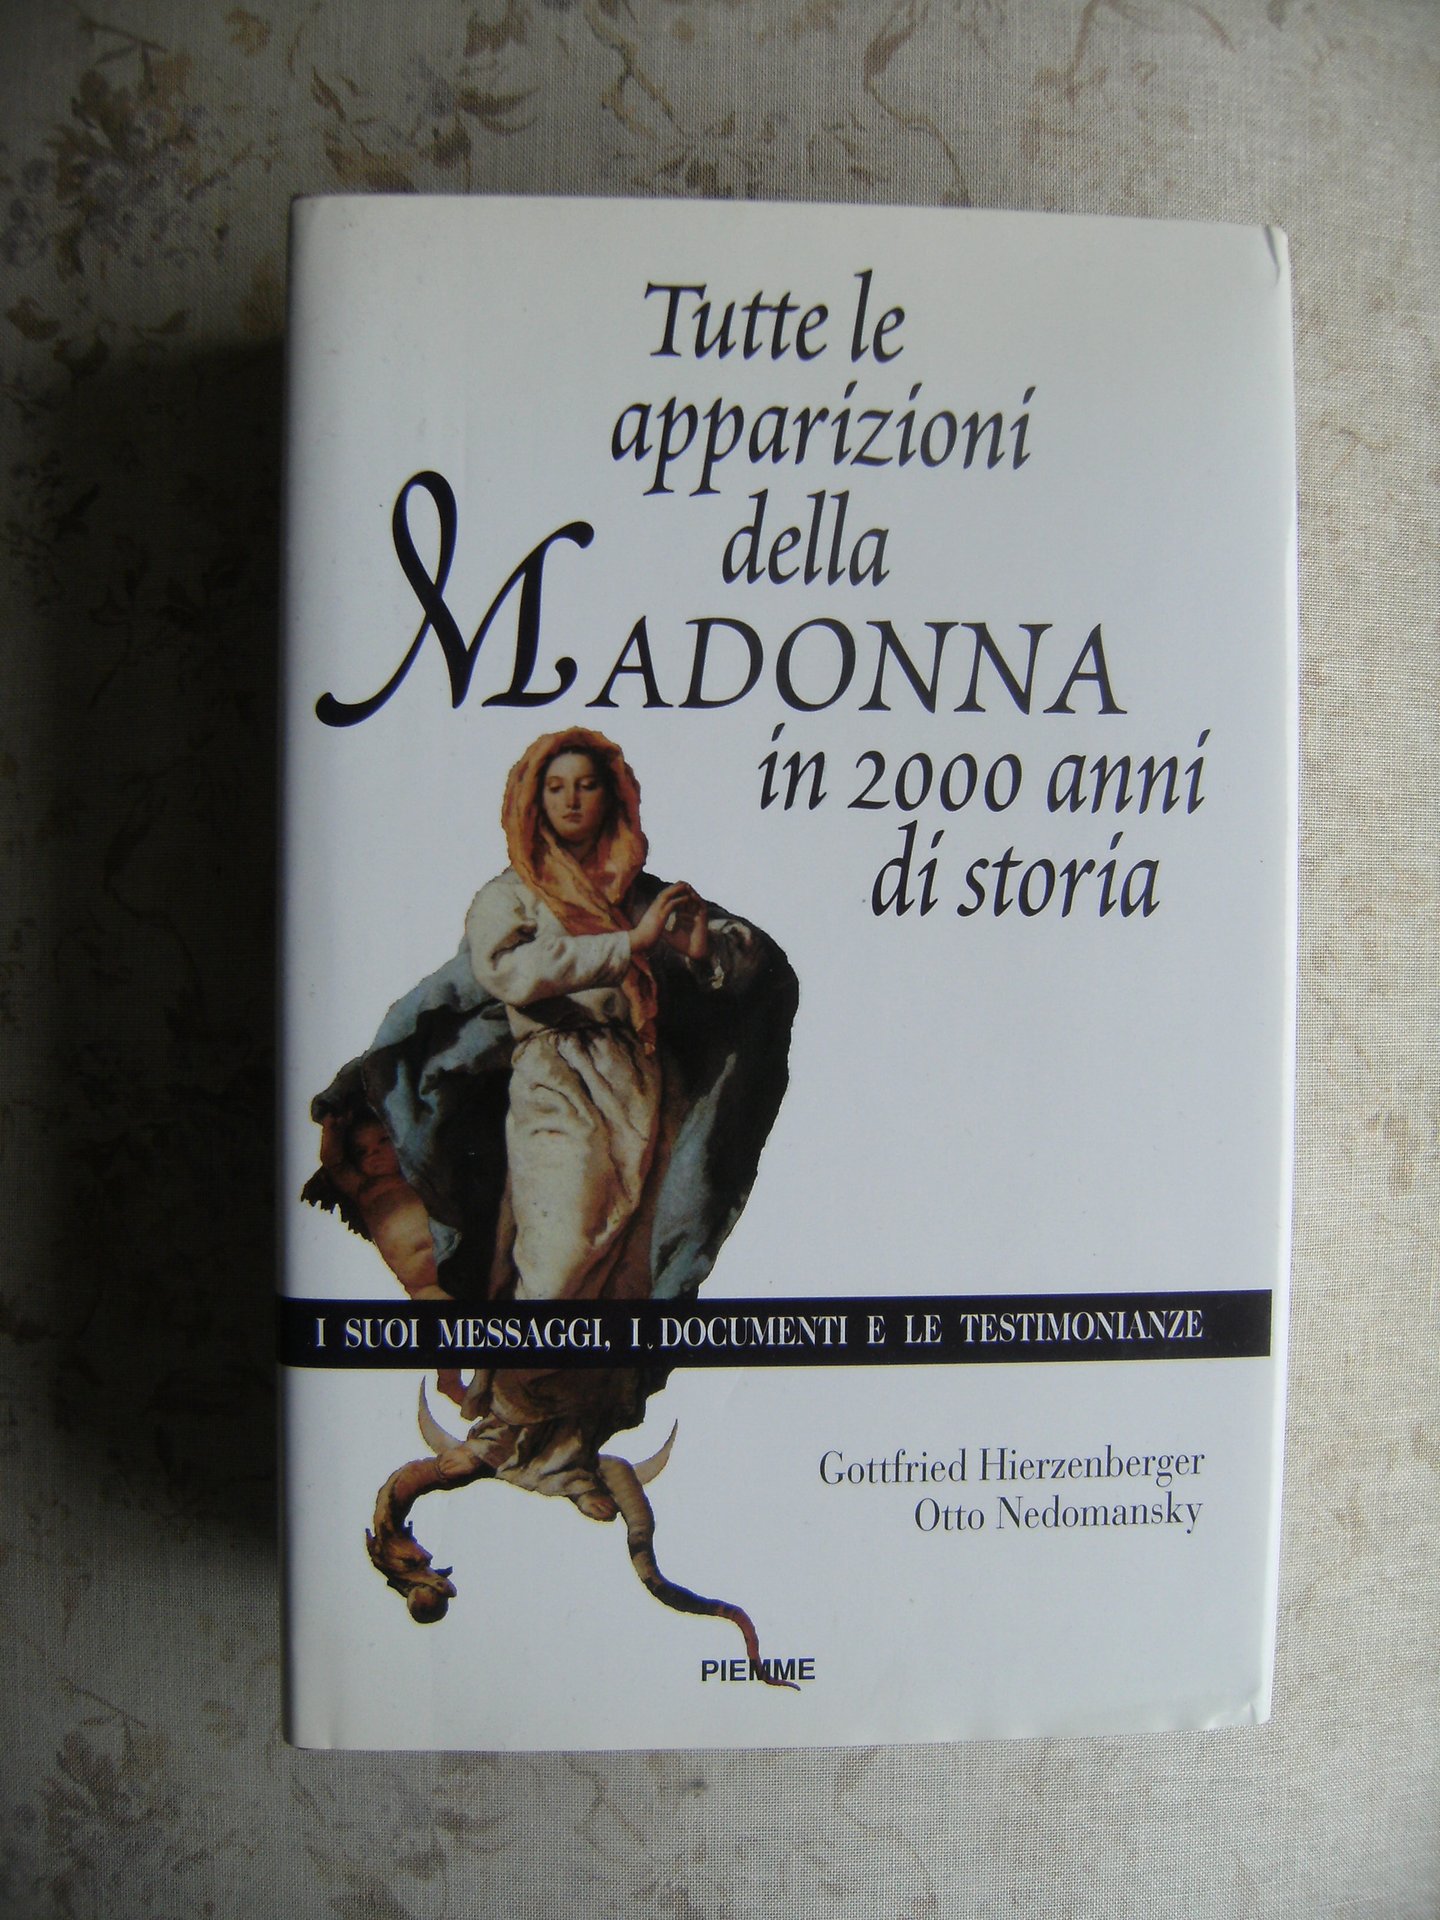 Tutte le
apparizioni
della
MADONNA
in 2000 anni
di storia
I SUOI MESSAGGI, I DOCUMENTI E LE TESTIMONIANZE
Gottfried Hierzenberger
Otto Nedomansky
PIEMME